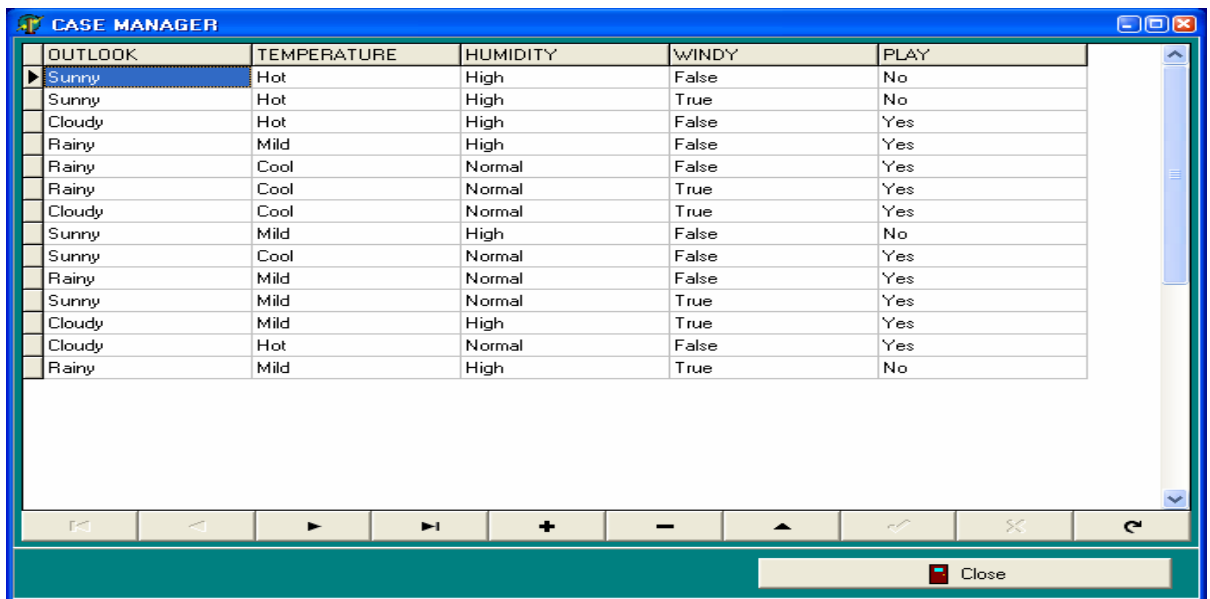 CASE MANAGER
OUTLOOK TEMPERATURE HUMIDITY WINDY PLAY
Sunny Hot High False No
Sunny Hot High True No
Cloudy Hot High False Yes
Rainy Mild High False Yes
Rainy Cool Normal False Yes
Rainy Cool Normal True Yes
Cloudy Cool Normal True Yes
Sunny Mild High False No
Sunny Cool Normal False Yes
Rainy Mild Normal False Yes
Sunny Mild Normal True Yes
Cloudy Mild High True Yes
Cloudy Hot Normal False Yes
Rainy Mild High True No
Close